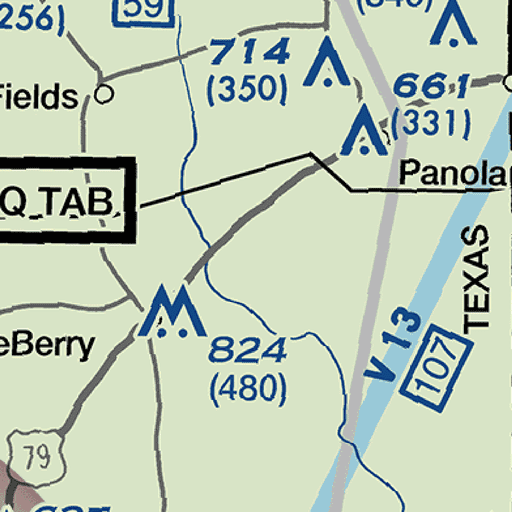 256)
59
714
(350)
661
(331)
Fields
Panola
Q TAB
TEXAS
V 13
107
824
(480)
eBerry
79